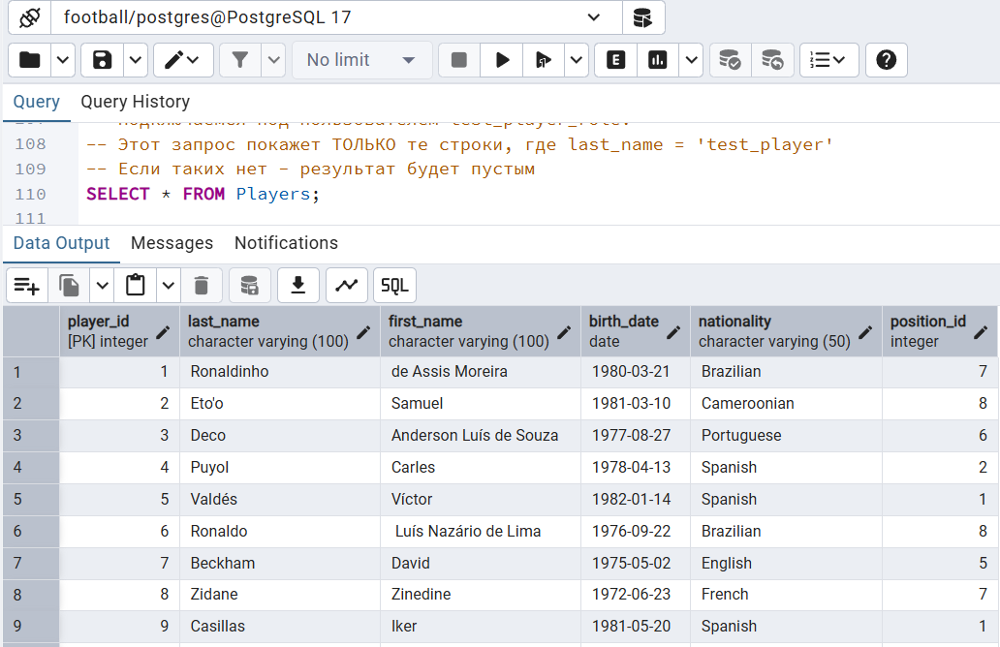 football/postgres@PostgreSQL 17
No limit
E
Query Query History
107 -- Подключаемся под пользователем test_player_role:
108 -- Этот запрос покажет ТОЛЬКО те строки, где last_name = 'test_player'
109 -- Если таких нет - результат будет пустым
110 SELECT * FROM Players;
111
Data Output Messages Notifications
SQL
player_id last_name first_name birth_date nationality position_id
[PK] integer character varying (100) character varying (100) date character varying (50) integer
1 1 Ronaldinho de Assis Moreira 1980-03-21 Brazilian 7
2 2 Eto'o Samuel 1981-03-10 Cameroonian 8
3 3 Deco Anderson Luís de Souza 1977-08-27 Portuguese 6
4 4 Puyol Carles 1978-04-13 Spanish 2
5 5 Valdés Víctor 1982-01-14 Spanish 1
6 6 Ronaldo Luís Nazário de Lima 1976-09-22 Brazilian 8
7 7 Beckham David 1975-05-02 English 5
8 8 Zidane Zinedine 1972-06-23 French 7
9 9 Casillas Iker 1981-05-20 Spanish 1